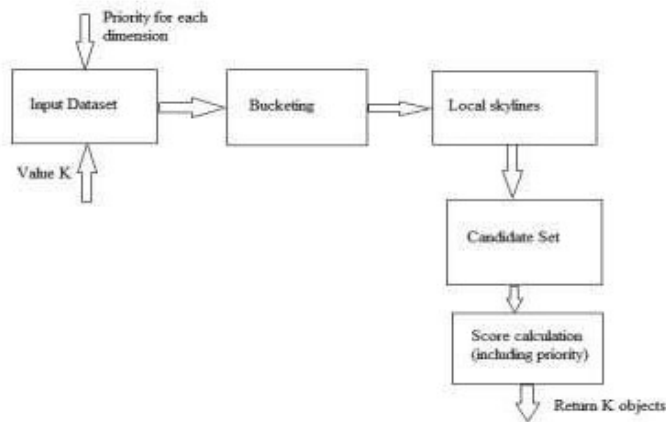 Priority for each
dimension
Input Dataset
Bucketing
Local skylines
Value K
Candidate Set
Score calculation
(including priority)
Return K objects